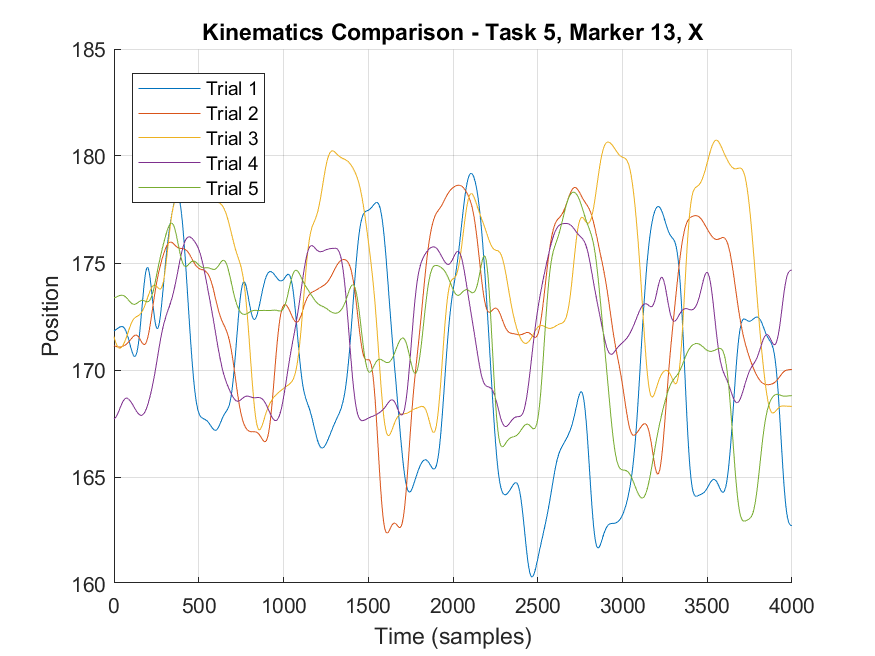 Kinematics Comparison - Task 5, Marker 13, X
185
180
175
170
165
160
Position
Trial 1
Trial 2
Trial 3
Trial 4
Trial 5
0 500 1000 1500 2000 2500 3000 3500 4000
Time (samples)